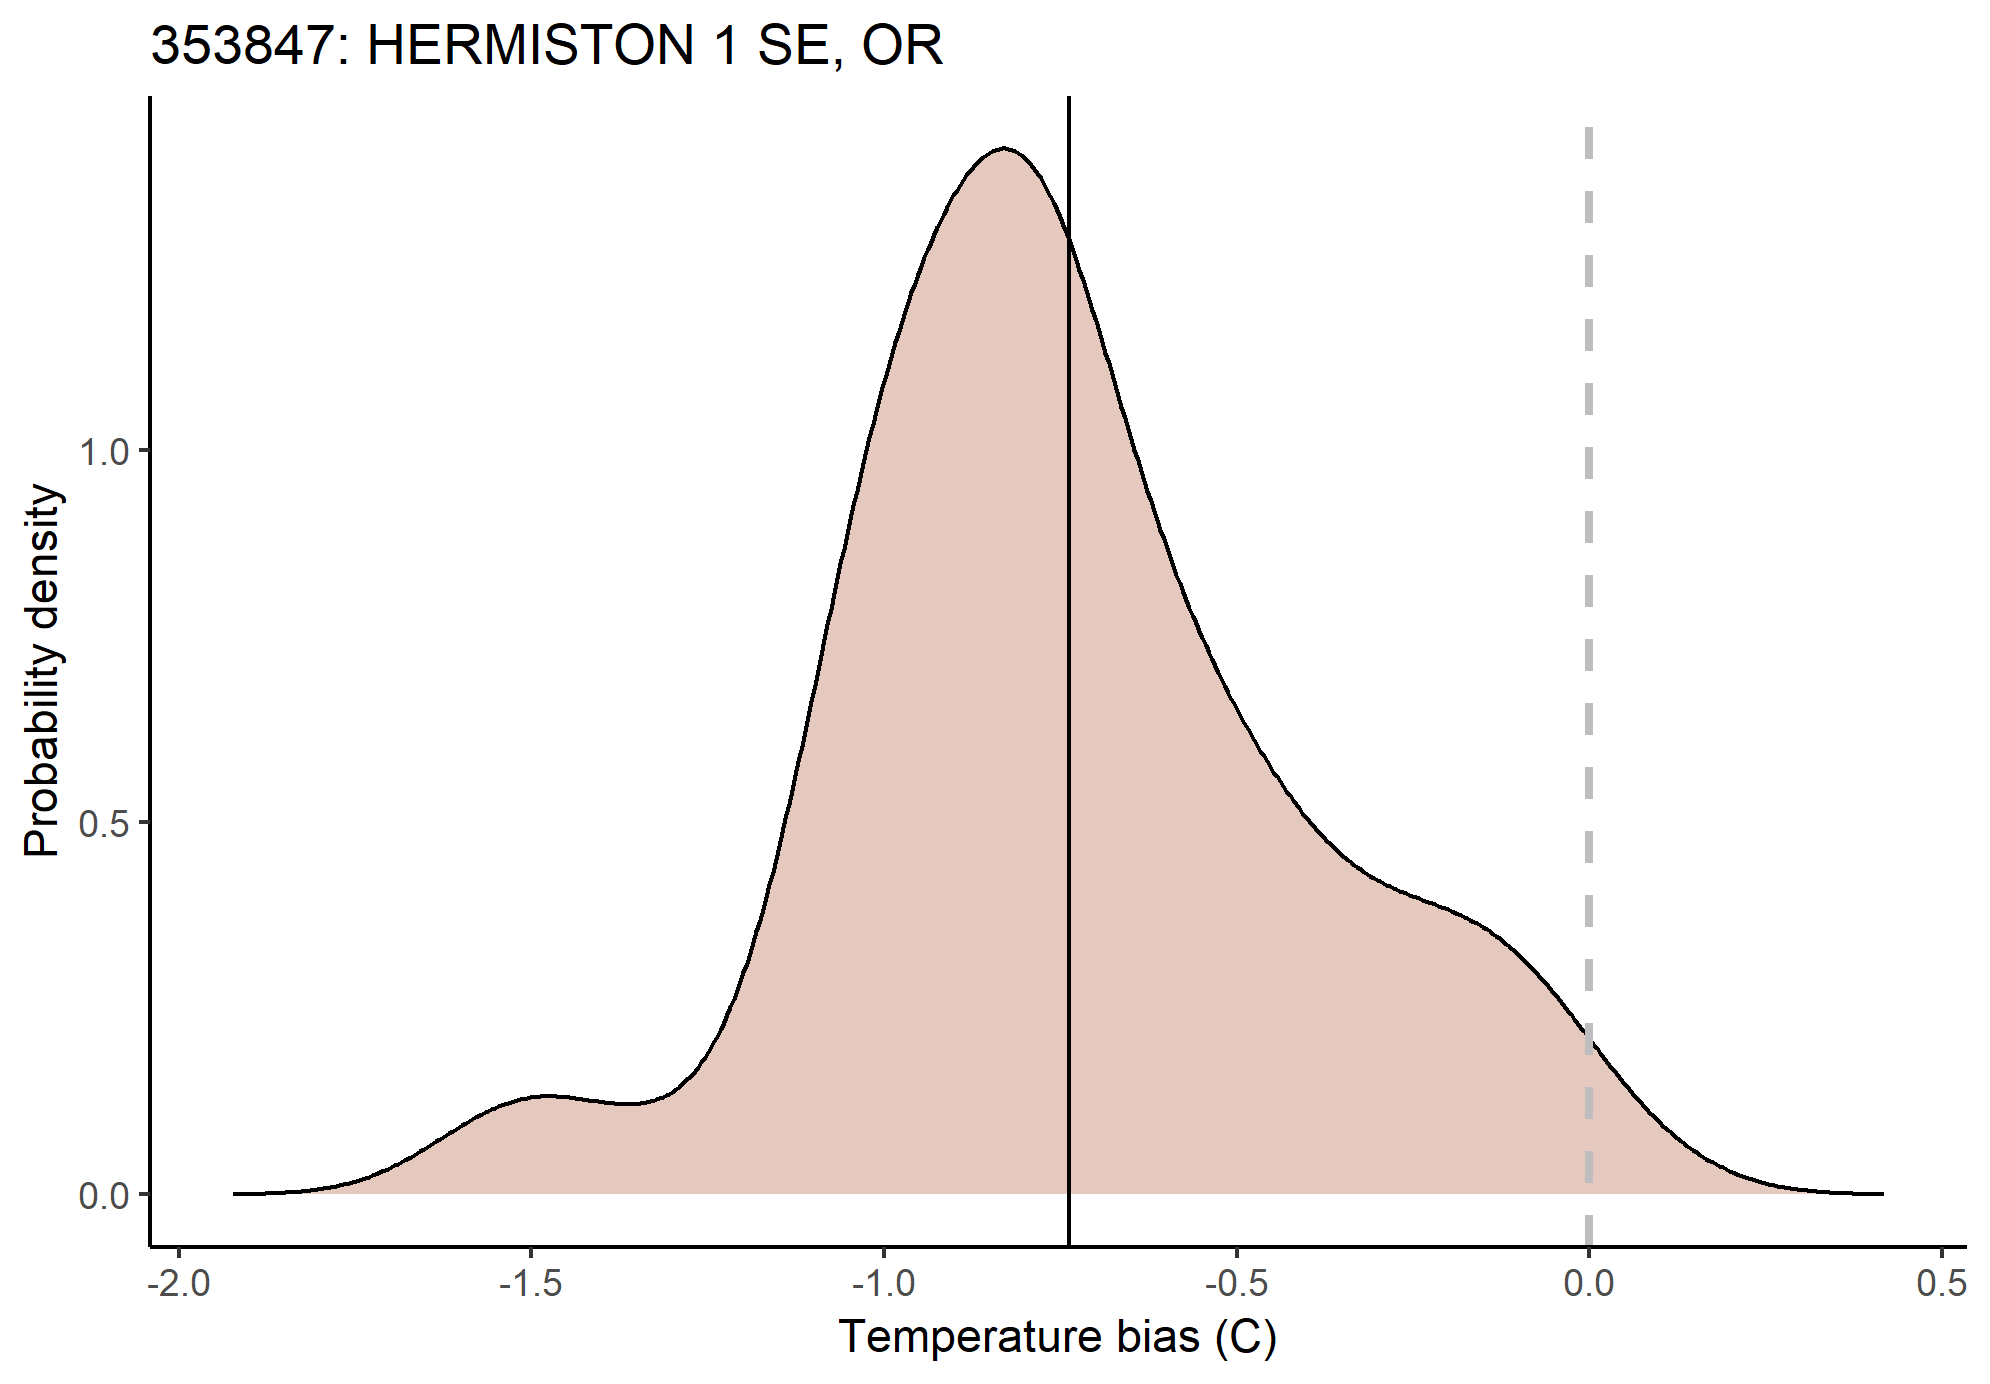 353847: HERMISTON 1 SE, OR
Probability density
1.0
0.5
0.0
-2.0 -1.5 -1.0 -0.5 0.0 0.5
Temperature bias (C)